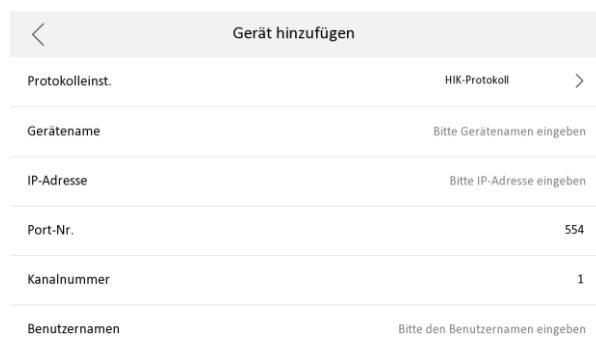 Gerät hinzufügen
Protokolleinst. HIK-Protokoll
Gerätename Bitte Gerätenamen eingeben
IP-Adresse Bitte IP-Adresse eingeben
Port-Nr. 554
Kanalnummer 1
Benutzernamen Bitte den Benutzernamen eingeben